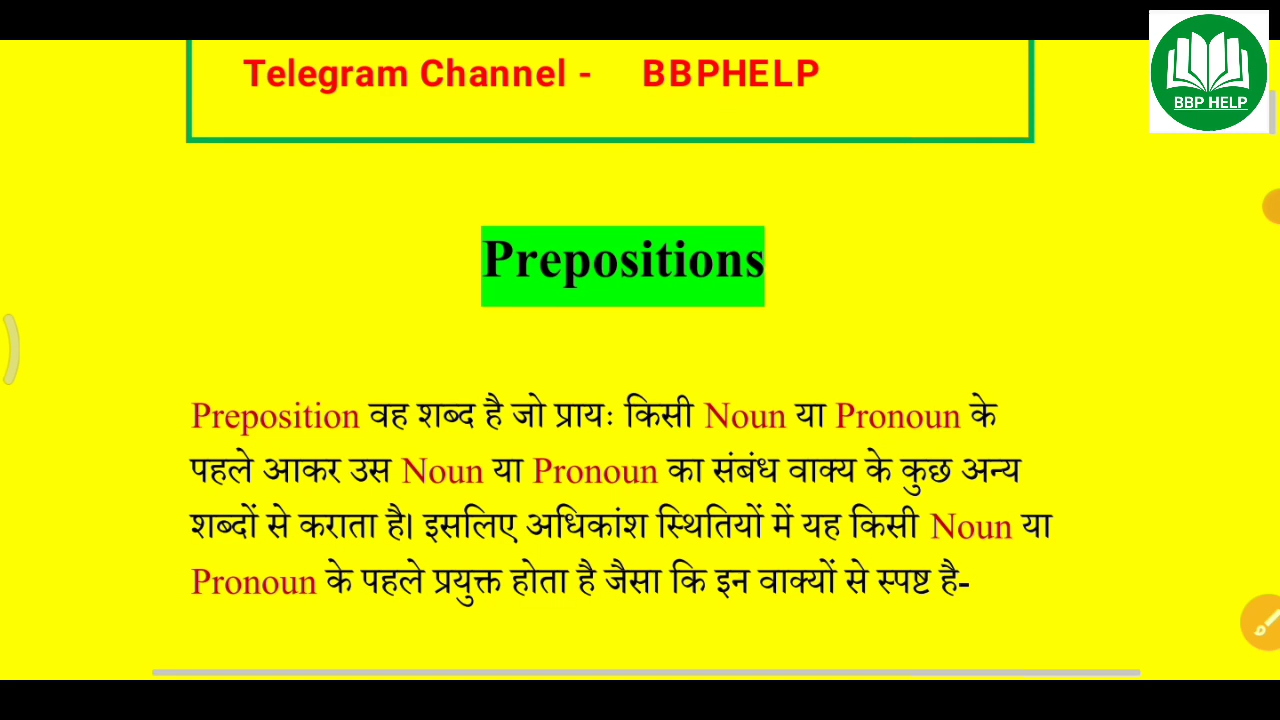 Telegram Channel - BBPHELP
BBP HELP
Prepositions
Preposition वह शब्द है जो प्रायः किसी Noun या Pronoun के
पहले आकर उस Noun या Pronoun का संबंध वाक्य के कुछ अन्य
शब्दों से कराता है। इसलिए अधिकांश स्थितियों में यह किसी Noun या
Pronoun के पहले प्रयुक्त होता है जैसा कि इन वाक्यों से स्पष्ट है-